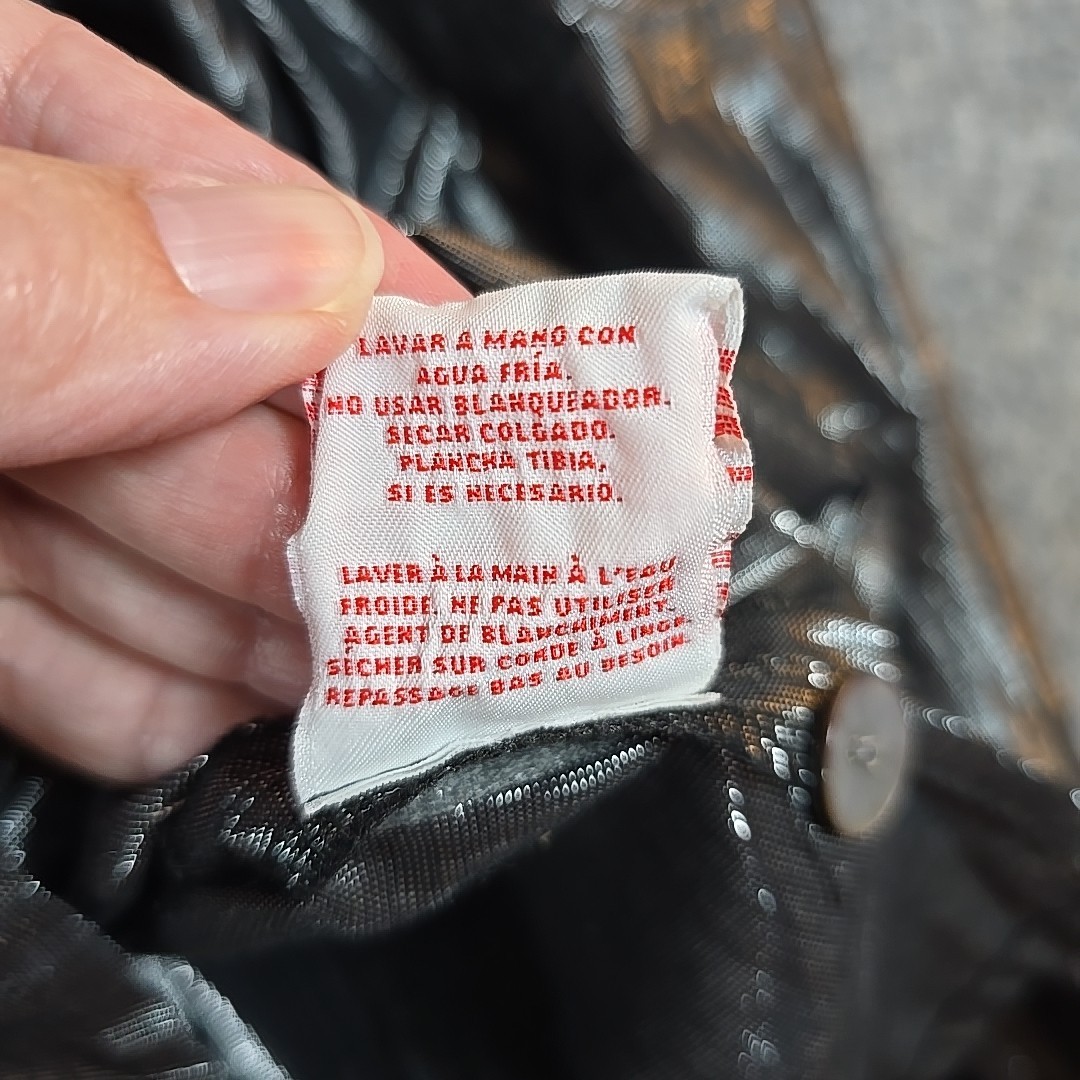 LAVAR A MANO CON
AGUA FRÍA.
NO USAR BLANQUEADOR.
SECAR COLGADO.
PLANCHA TIBIA,
SI ES NECESARIO.
LAVER À LA MAIN À L'EAU
FROIDE. NE PAS UTILISER
AGENT DE BLANCHIMENT.
SÉCHER SUR CORDE À LINGE
REPASSAGE BAS AU BESOIN.